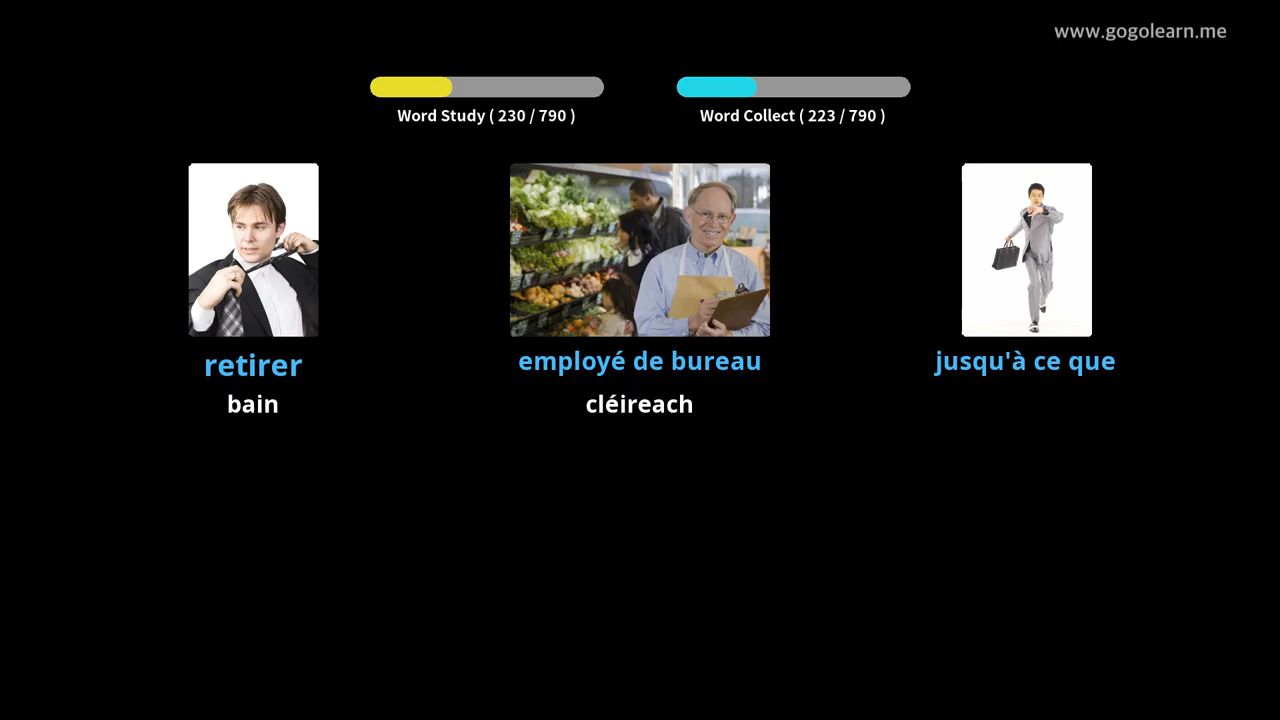 www.gogolearn.me
Word Study ( 230 / 790 )
Word Collect ( 223 / 790 )
retirer
bain
employé de bureau
cléireach
jusqu'à ce que